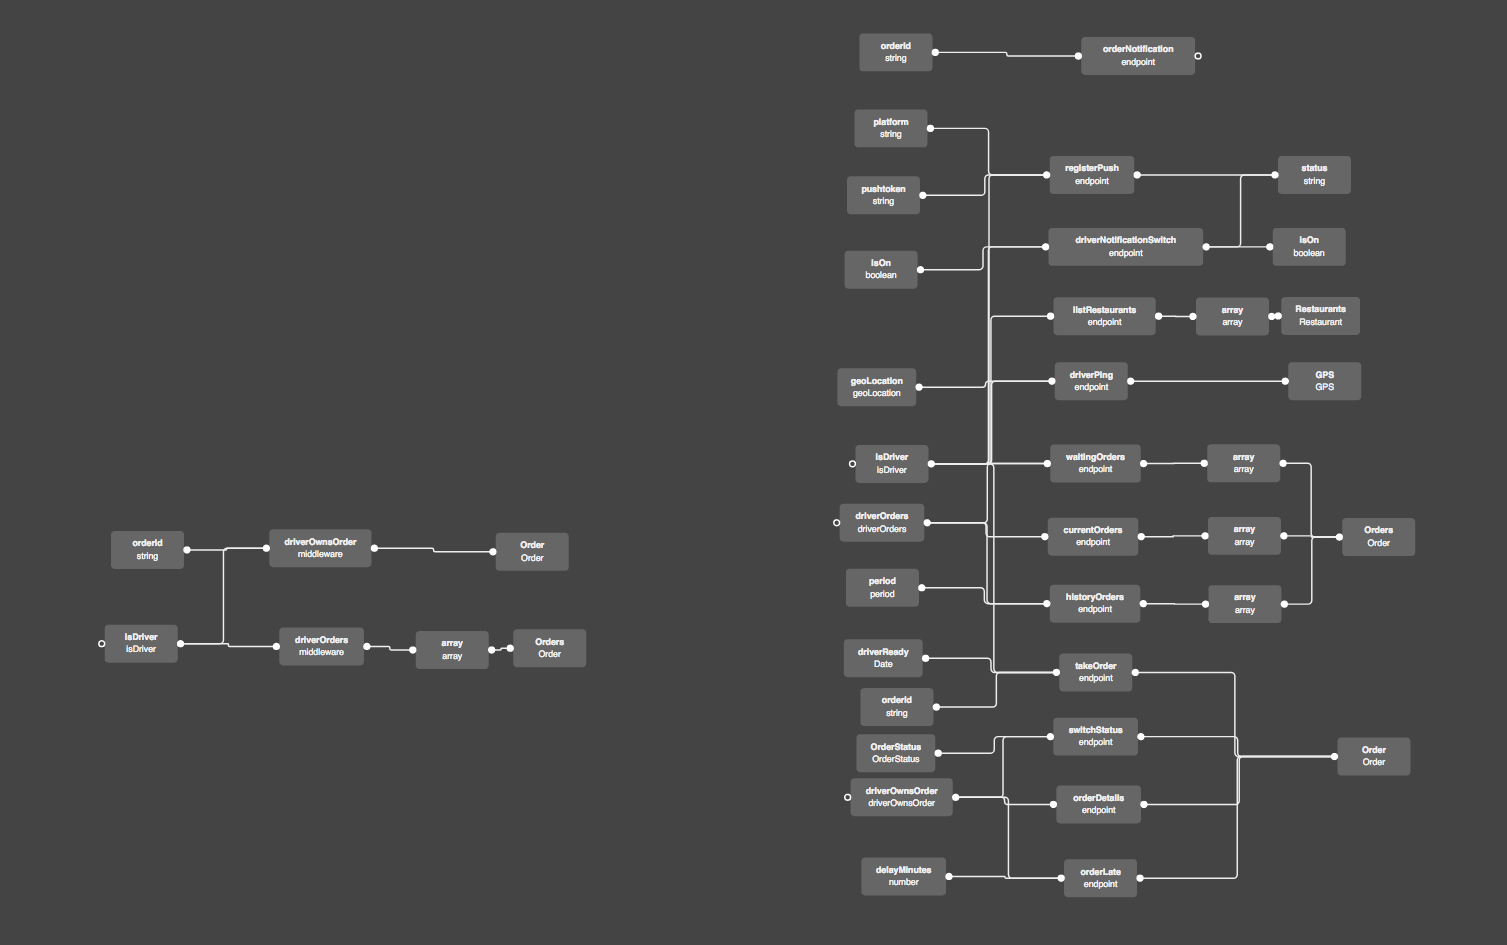 orderId
string
orderNotification
endpoint
platform
string
registerPush
endpoint
status
string
pushtoken
string
driverNotificationSwitch
endpoint
isOn
boolean
isOn
boolean
listRestaurants
endpoint
array
array
Restaurants
Restaurant
geoLocation
geoLocation
driverPing
endpoint
GPS
GPS
isDriver
isDriver
waitingOrders
endpoint
array
array
driverOrders
driverOrders
currentOrders
endpoint
array
array
Orders
Order
period
period
historyOrders
endpoint
array
array
driverReady
Date
takeOrder
endpoint
orderId
string
OrderStatus
OrderStatus
switchStatus
endpoint
Order
Order
driverOwnsOrder
driverOwnsOrder
orderDetails
endpoint
delayMinutes
number
orderLate
endpoint
orderId
string
driverOwnsOrder
middleware
Order
Order
isDriver
isDriver
driverOrders
middleware
array
array
Orders
Order